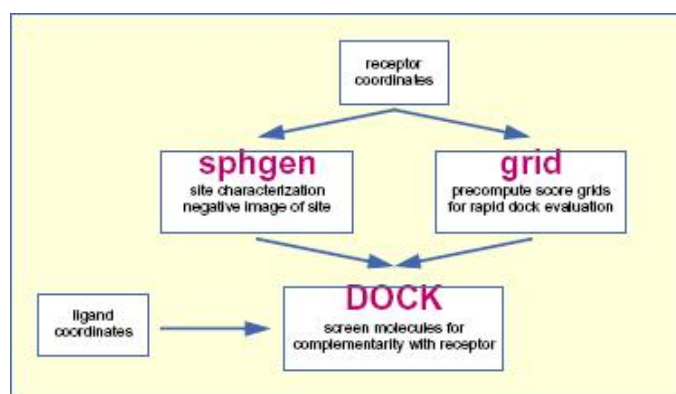 receptor
coordinates
sphgen
site characterization
negative image of site
grid
precompute score grids
for rapid dock evaluation
DOCK
screen molecules for
complementarity with receptor
ligand
coordinates